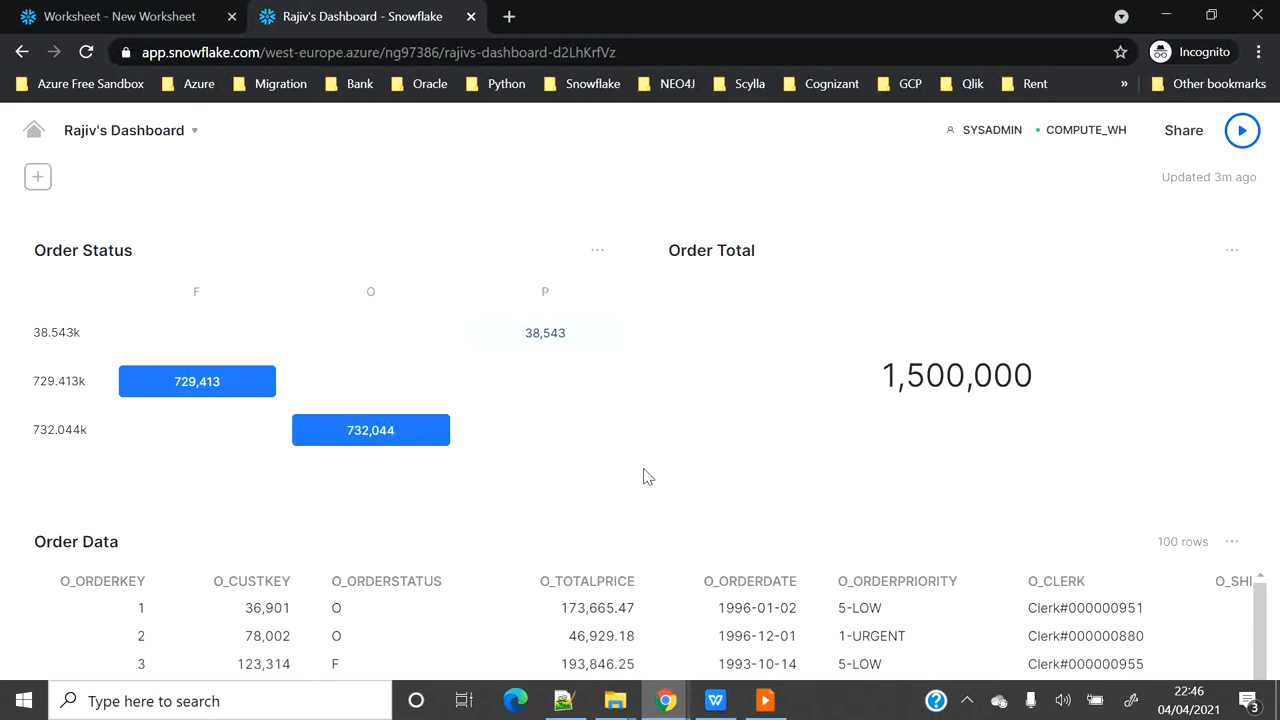 Worksheet - New Worksheet
Rajiv's Dashboard - Snowflake
app.snowflake.com/west-europe.azure/ng97386/rajivs-dashboard-d2LhKrfVz
Incognito
Azure Free Sandbox Azure Migration Bank Oracle Python Snowflake NEO4J Scylla Cognizant GCP Qlik Rent » Other bookmarks
Rajiv's Dashboard SYSADMIN COMPUTE_WH Share
Updated 3m ago
Order Status
F O P
38.543k 38,543
729.413k 729,413
732.044k 732,044
Order Total
1,500,000
Order Data 100 rows
O_ORDERKEY O_CUSTKEY O_ORDERSTATUS O_TOTALPRICE O_ORDERDATE O_ORDERPRIORITY O_CLERK O_SHI
1 36,901 O 173,665.47 1996-01-02 5-LOW Clerk#000000951
2 78,002 O 46,929.18 1996-12-01 1-URGENT Clerk#000000880
3 123,314 F 193,846.25 1993-10-14 5-LOW Clerk#000000955
Type here to search
22:46
04/04/2021
3